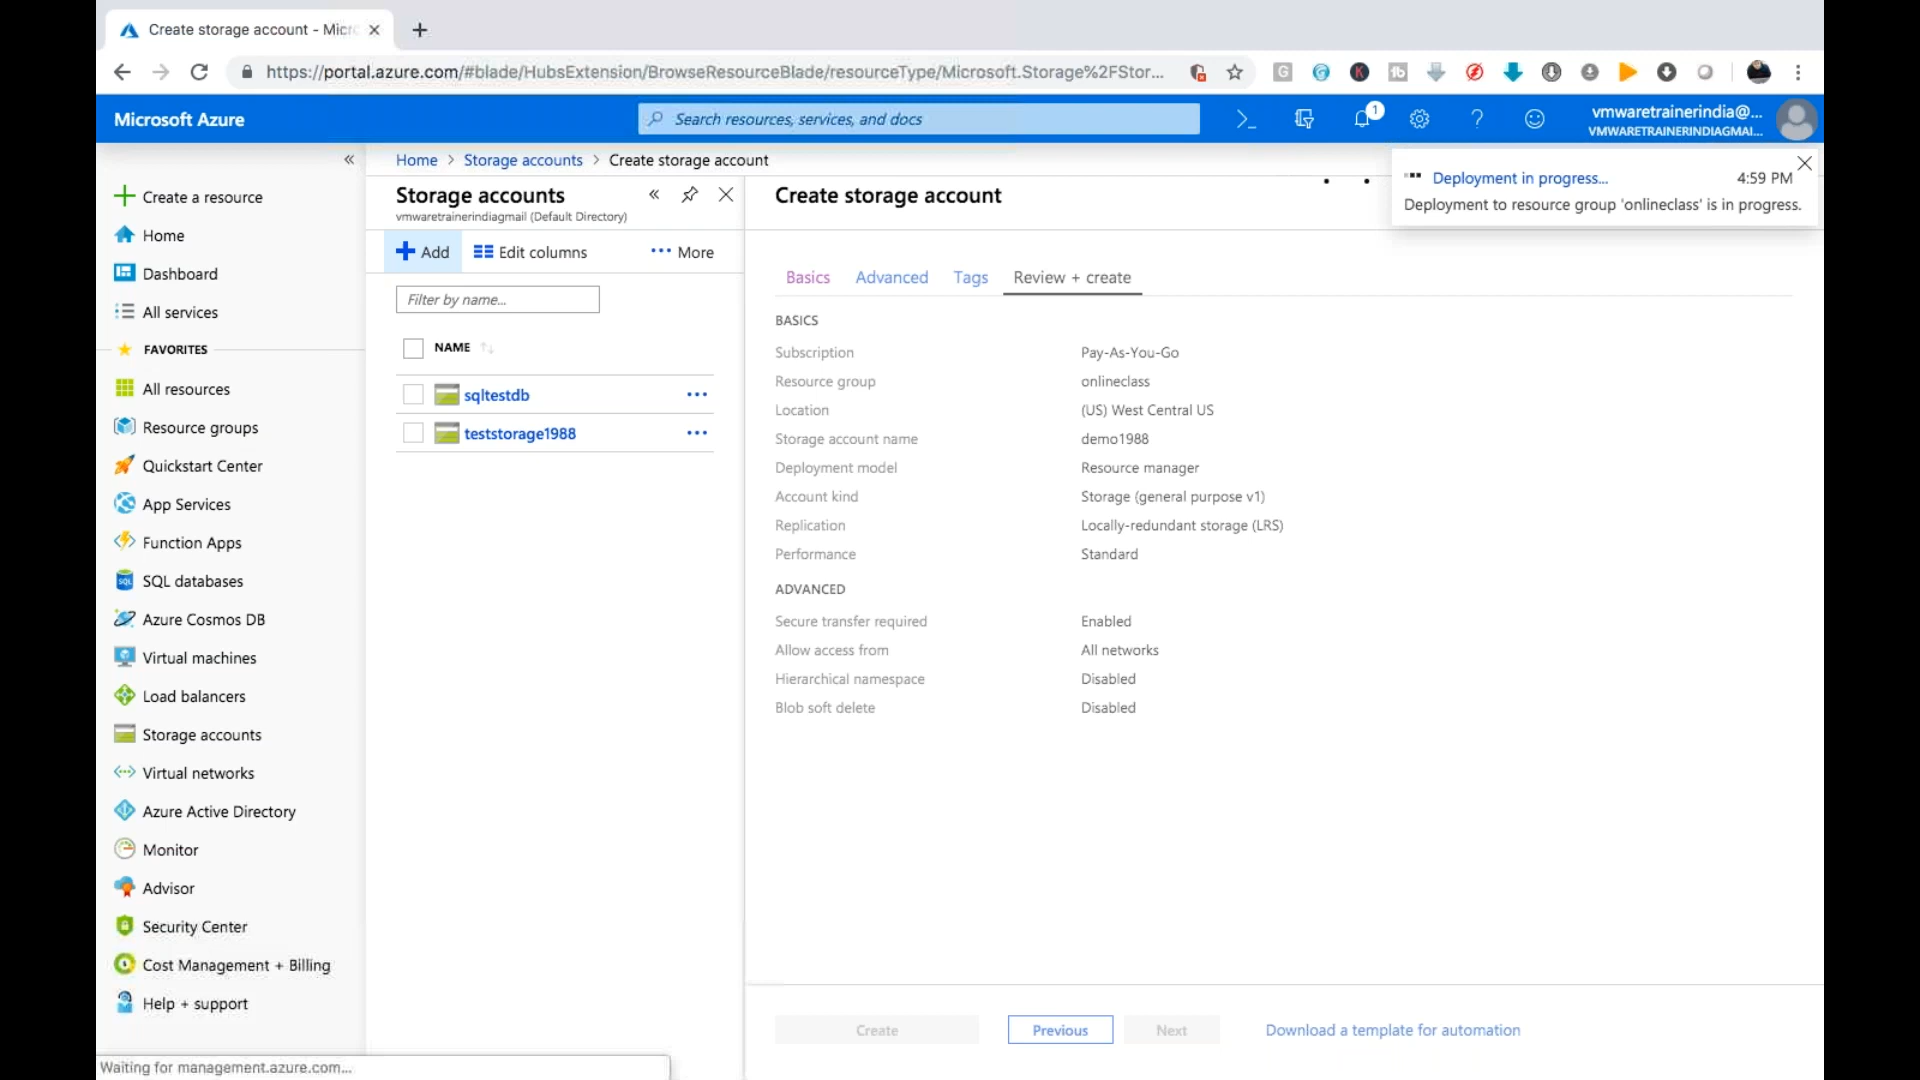 Create storage account - Micr
https://portal.azure.com/#blade/HubsExtension/BrowseResourceBlade/resourceType/Microsoft.Storage%2FStor...
Microsoft Azure
Search resources, services, and docs
1
vmwaretrainerindia@...
VMWARETRAINERINDIAGMAI...
Home > Storage accounts > Create storage account
Deployment in progress...
4:59 PM
Deployment to resource group 'onlineclass' is in progress.
Create a resource
Home
Dashboard
All services
FAVORITES
All resources
Resource groups
Quickstart Center
App Services
Function Apps
SQL databases
Azure Cosmos DB
Virtual machines
Load balancers
Storage accounts
Virtual networks
Azure Active Directory
Monitor
Advisor
Security Center
Cost Management + Billing
Help + support
Storage accounts
vmwaretrainerindiagmail (Default Directory)
Add
Edit columns
More
Filter by name...
NAME
sqltestdb
teststorage1988
Create storage account
Basics
Advanced
Tags
Review + create
BASICS
Subscription Pay-As-You-Go
Resource group onlineclass
Location (US) West Central US
Storage account name demo1988
Deployment model Resource manager
Account kind Storage (general purpose v1)
Replication Locally-redundant storage (LRS)
Performance Standard
ADVANCED
Secure transfer required Enabled
Allow access from All networks
Hierarchical namespace Disabled
Blob soft delete Disabled
Create
Previous
Next
Download a template for automation
Waiting for management.azure.com...